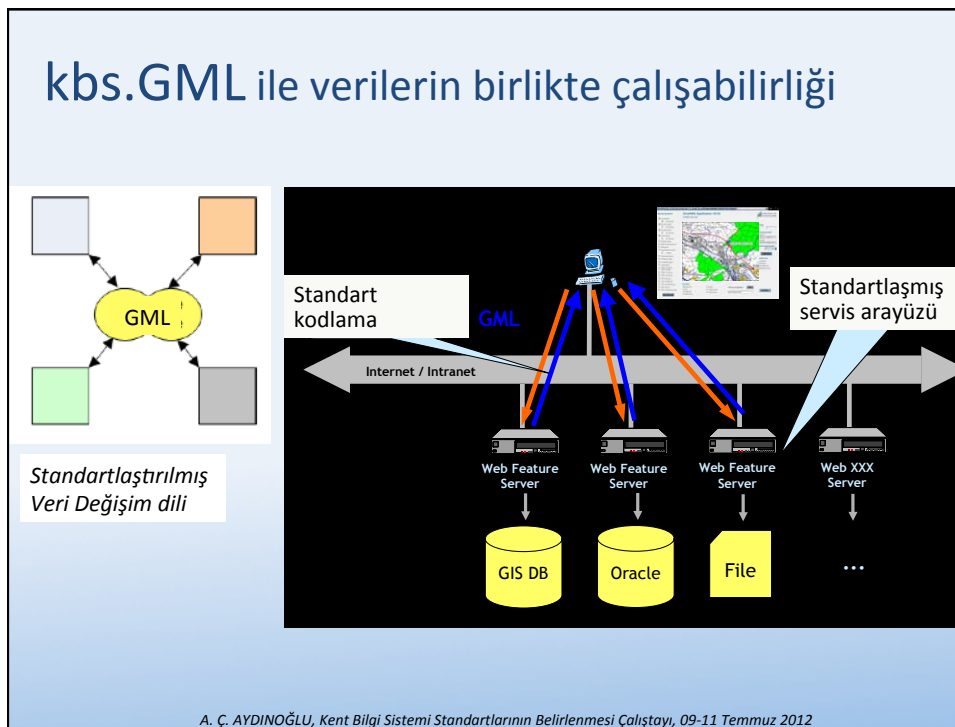 kbs.GML ile verilerin birlikte çalışabilirliği
GML
Standartlaştırılmış
Veri Değişim dili
Standart
kodlama
GML
Standartlaşmış
servis arayüzü
Internet / Intranet
Web Feature
Server
Web Feature
Server
Web Feature
Server
Web XXX
Server
GIS DB
Oracle
File
...
A. Ç. AYDINOĞLU, Kent Bilgi Sistemi Standartlarının Belirlenmesi Çalıştayı, 09-11 Temmuz 2012